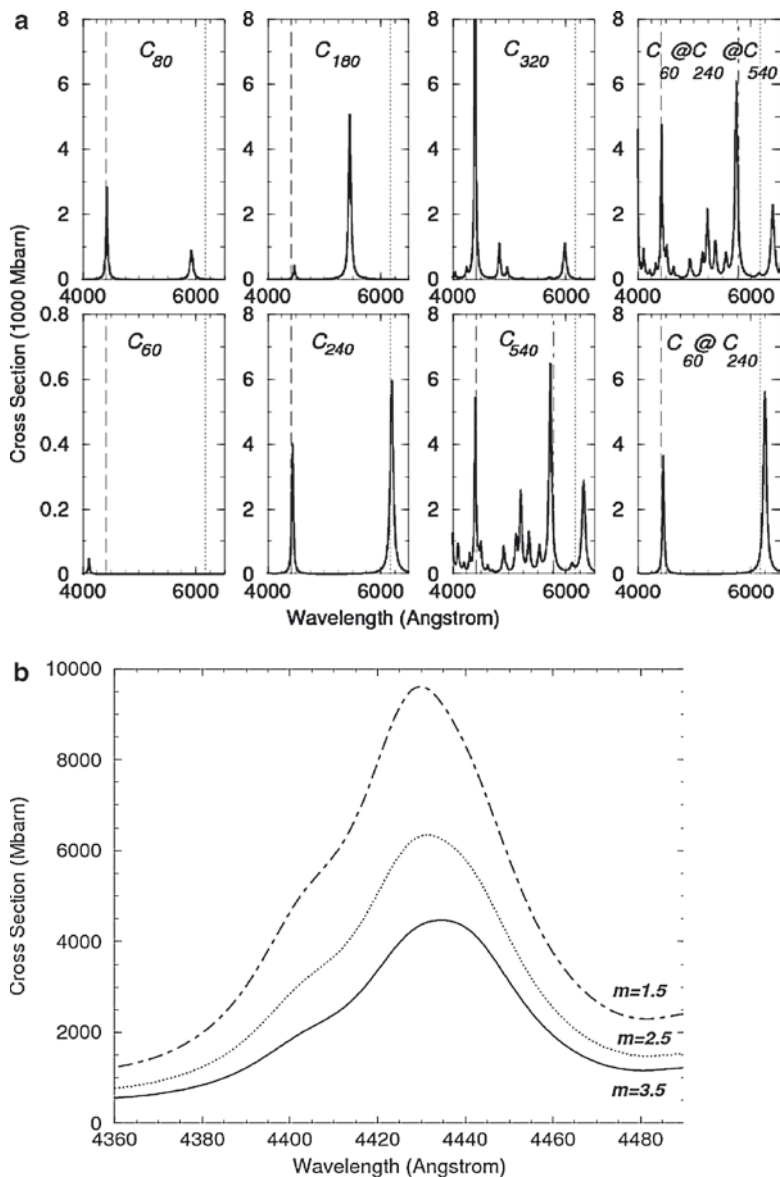 a
C80
C180
C320
C60@C240@C540
8 8 8 8
6 6 6 6
4 4 4 4
2 2 2 2
0 0 0 0
4000 6000 4000 6000 4000 6000 4000 6000
Cross Section (1000 Mbarn)
C60
C240
C540
C60@C240
0.8 8 8 8
0.6 6 6 6
0.4 4 4 4
0.2 2 2 2
0 0 0 0
4000 6000 4000 6000 4000 6000 4000 6000
Wavelength (Angstrom)
b
10000
8000
6000
4000
2000
0
Cross Section (Mbarn)
m=1.5
m=2.5
m=3.5
4360 4380 4400 4420 4440 4460 4480
Wavelength (Angstrom)